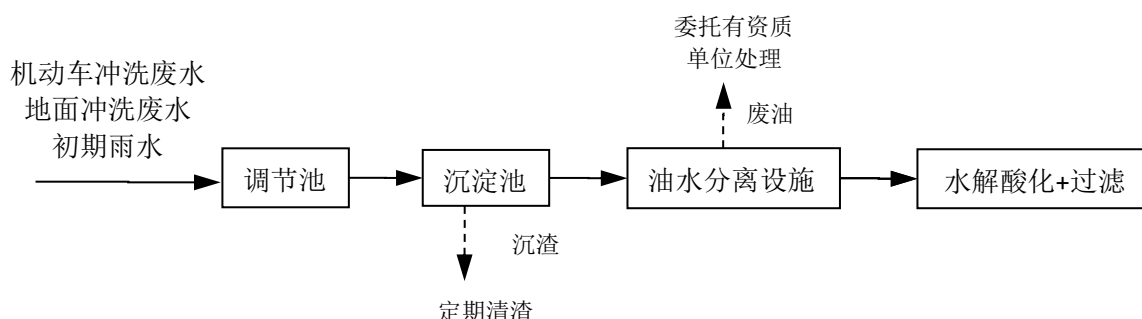 委托有资质
单位处理
机动车冲洗废水
地面冲洗废水
初期雨水
废油
调节池
沉淀池
油水分离设施
水解酸化+过滤
沉渣
定期清渣